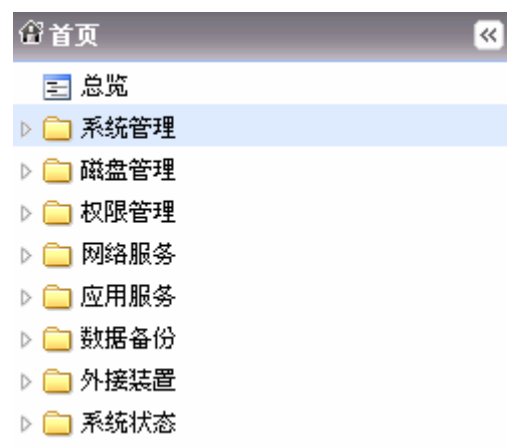 首页
总览
系统管理
磁盘管理
权限管理
网络服务
应用服务
数据备份
外接装置
系统状态